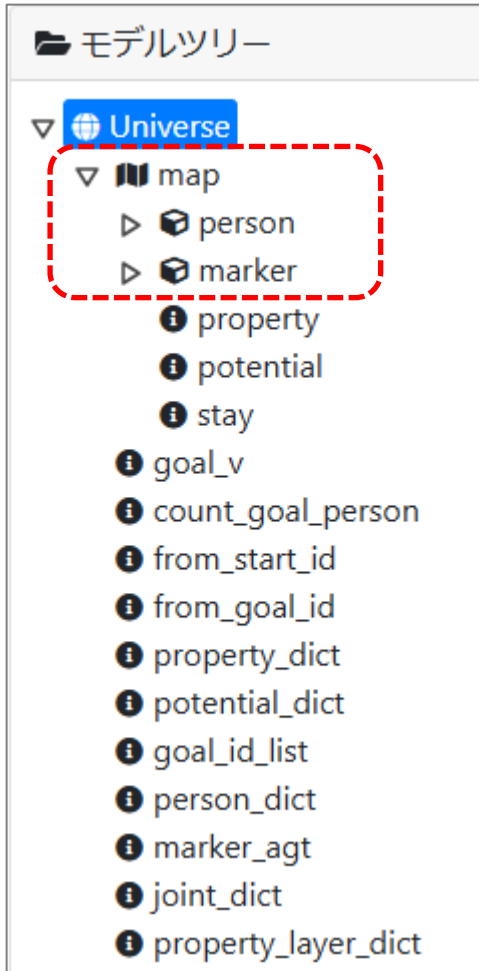 モデルツリー
Universe
map
person
marker
property
potential
stay
goal_v
count_goal_person
from_start_id
from_goal_id
property_dict
potential_dict
goal_id_list
person_dict
marker_agt
joint_dict
property_layer_dict